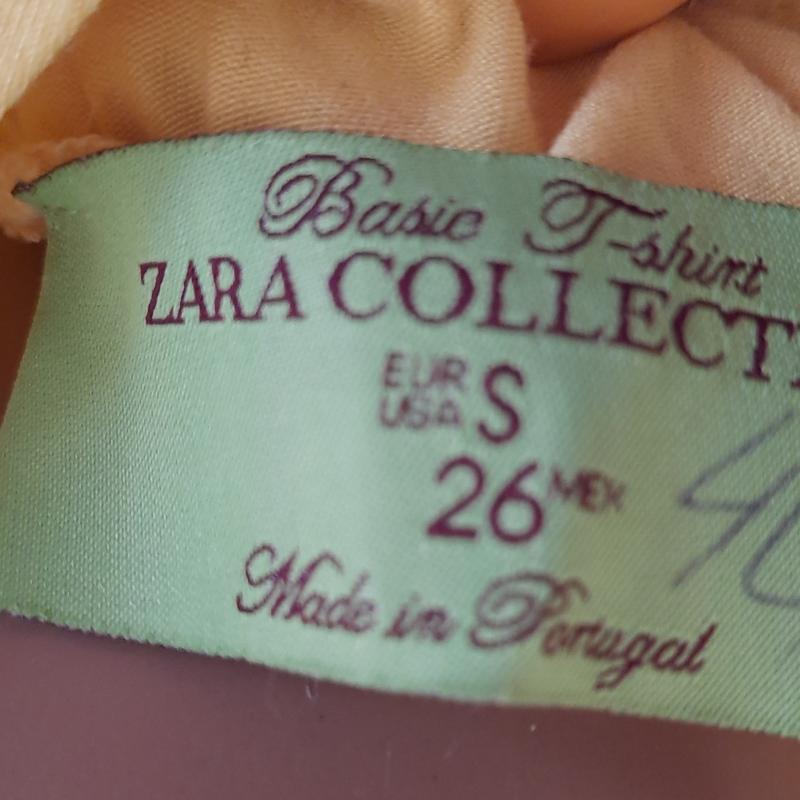 Basic T-shirt
ZARA COLLECT
EUR USA S
26 MEX
Made in Portugal